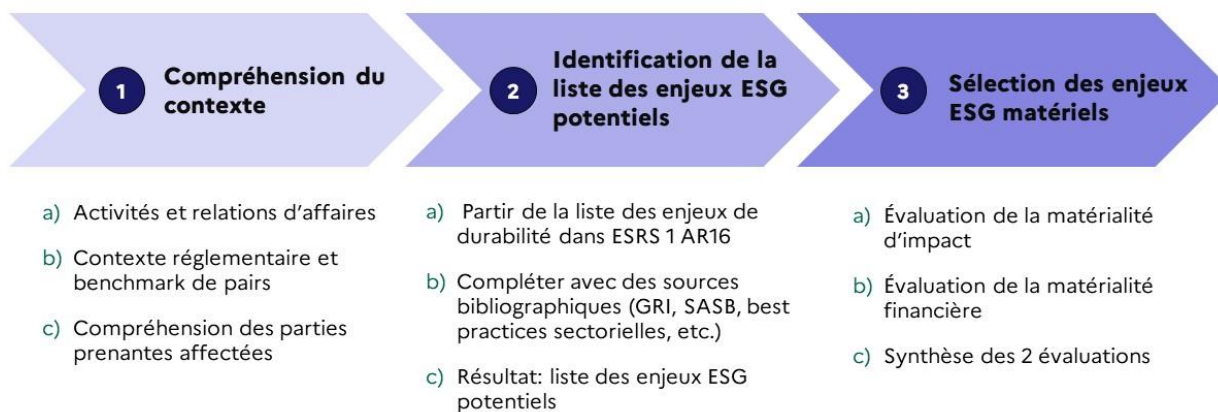 1
Compréhension du
contexte
a) Activités et relations d'affaires
b) Contexte réglementaire et
benchmark de pairs
c) Compréhension des parties
prenantes affectées
2
Identification de la
liste des enjeux ESG
potentiels
a) Partir de la liste des enjeux de
durabilité dans ESRS 1 AR16
b) Compléter avec des sources
bibliographiques (GRI, SASB, best
practices sectorielles, etc.)
c) Résultat: liste des enjeux ESG
potentiels
3
Sélection des enjeux
ESG matériels
a) Évaluation de la matérialité
d'impact
b) Évaluation de la matérialité
financière
c) Synthèse des 2 évaluations